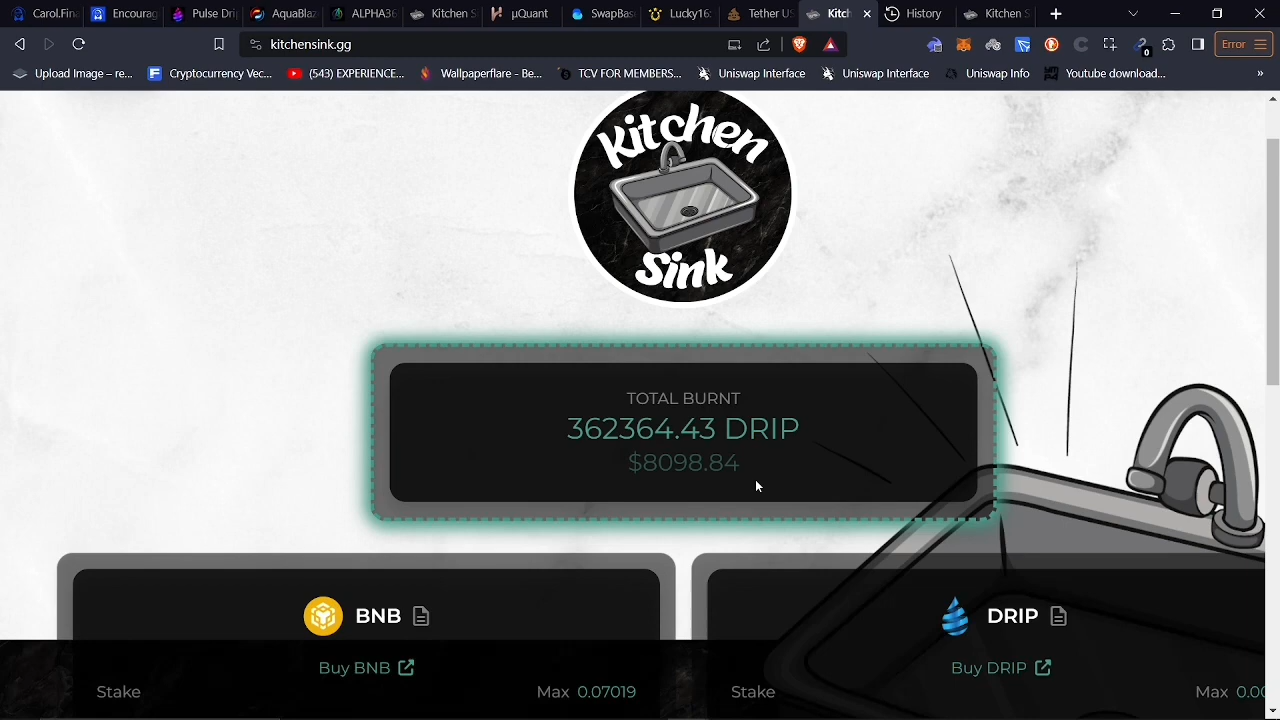 Carol.Fin
Encourag
Pulse Drip
AquaBlaz
ALPHA36
Kitchen S
µQuant
SwapBas
Lucky16
Tether US
Kitch
History
Kitchen S
kitchensink.gg
0
Error
Upload Image – re...
Cryptocurrency Vec...
(543) EXPERIENCE...
Wallpaperflare - Be...
TCV FOR MEMBERS...
Uniswap Interface
Uniswap Interface
Uniswap Info
Youtube download...
Kitchen
Sink
TOTAL BURNT
362364.43 DRIP
$8098.84
BNB
DRIP
Buy BNB
Buy DRIP
Stake
Max 0.07019
Stake
Max 0.00